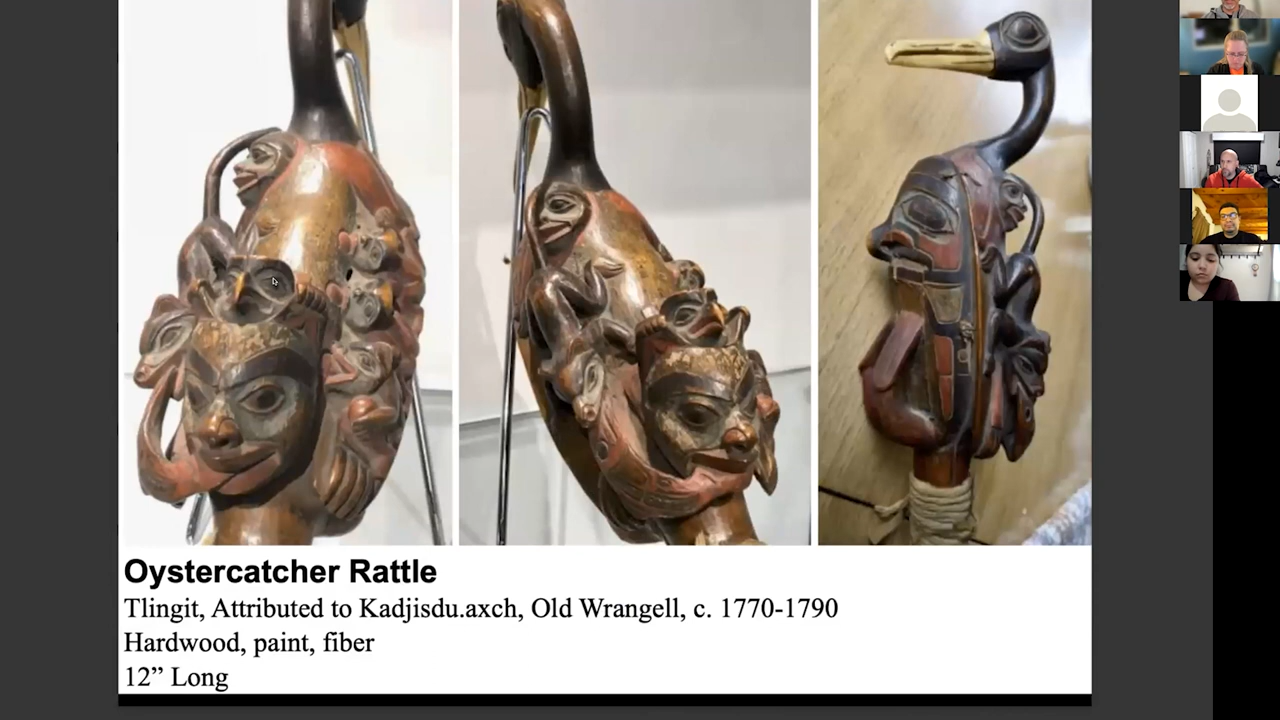 Oystercatcher Rattle
Tlingit, Attributed to Kadjisdu.axch, Old Wrangell, c. 1770-1790
Hardwood, paint, fiber
12” Long